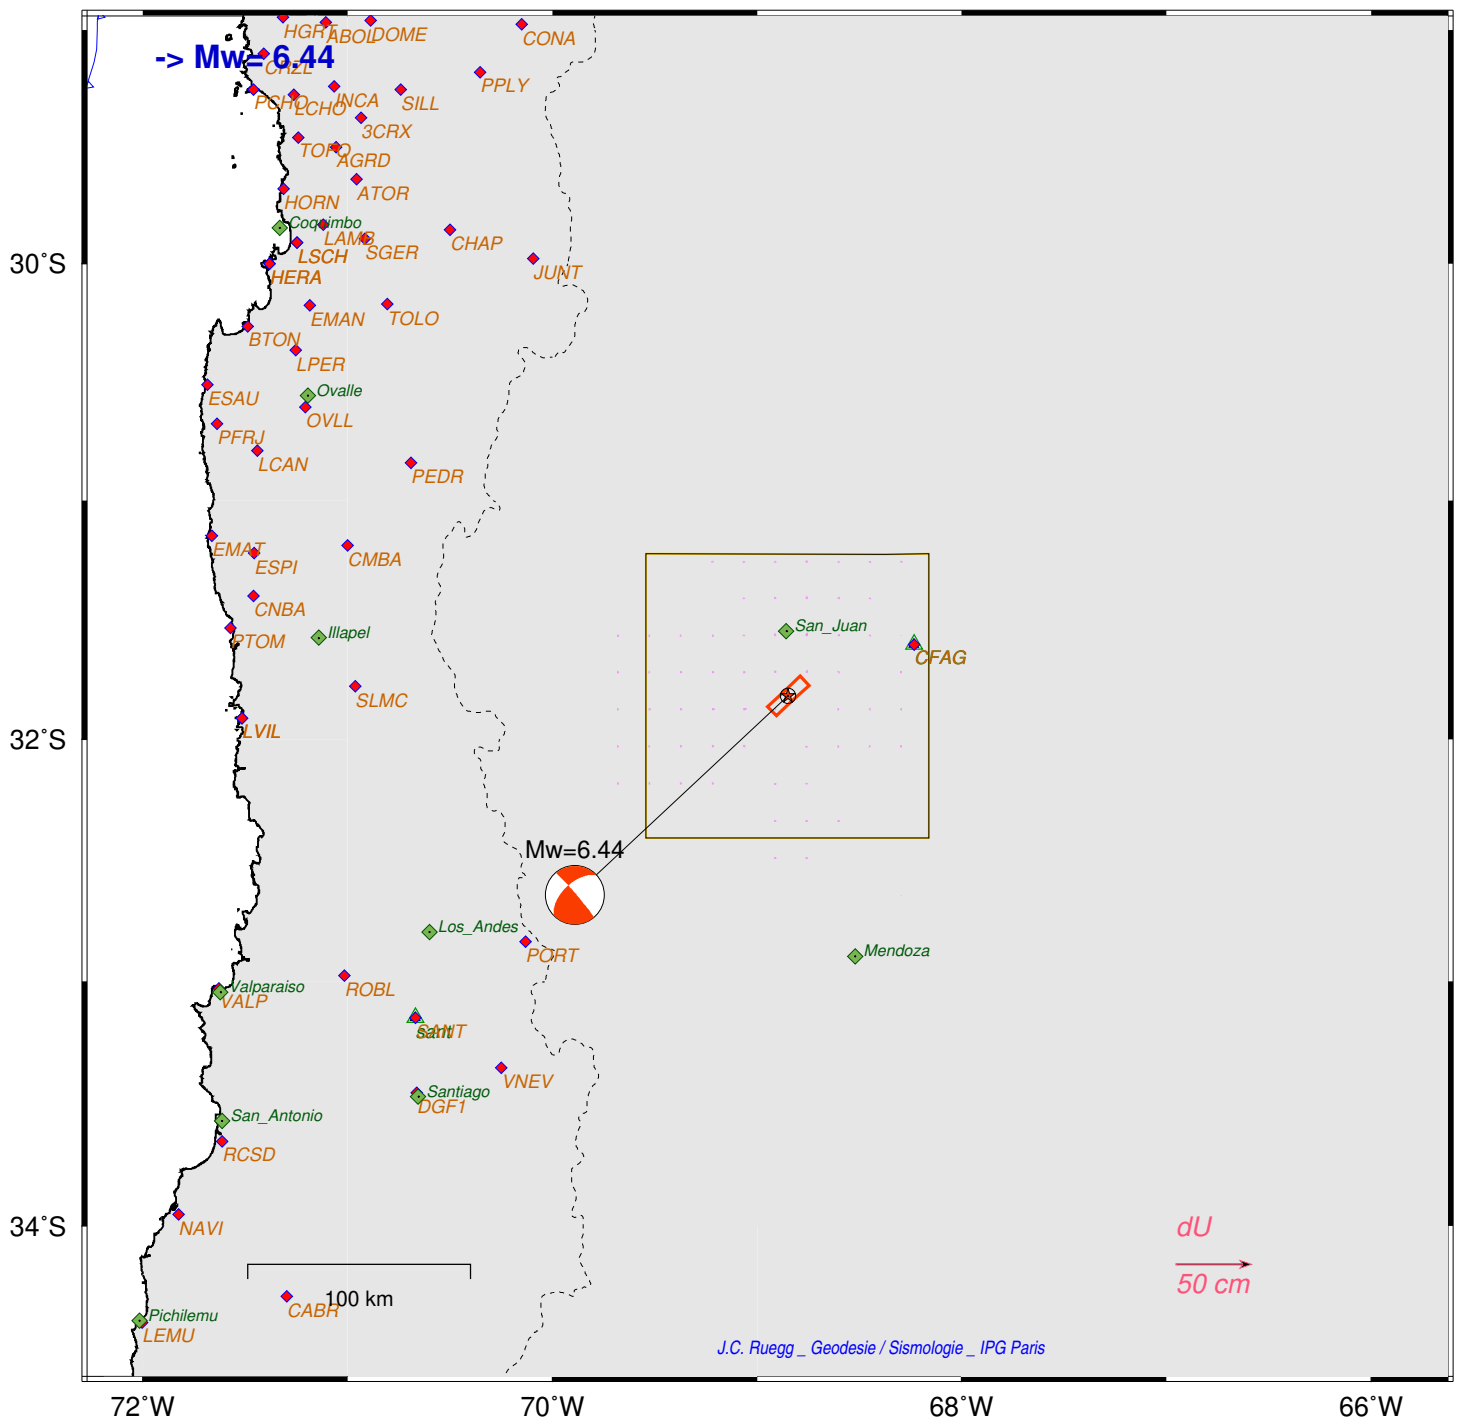 HGRT
ABOL
DOME
CONA
-> Mw= 6.44
CRZL
PPLY
PCHO
LCHO
INCA
SILL
3CRX
TOFO
AGRD
ATOR
HORN
Coquimbo
LAMB
CHAP
SGER
LSCH
30°S
HERA
JUNT
EMAN
TOLO
BTON
LPER
ESAU
Ovalle
OVLL
PFRJ
LCAN
PEDR
EMAT
ESPI
CMBA
CNBA
PTOM
Illapel
San_Juan
CFAG
SLMC
LVIL
32°S
Mw=6.44
Los_Andes
PORT
Mendoza
ROBL
Valparaiso
VALP
SANT
sant
VNEV
Santiago
DGF1
San_Antonio
RCSD
NAVI
34°S
dU
50 cm
100 km
CABR
Pichilemu
LEMU
J.C. Ruegg _ Geodesie / Sismologie _ IPG Paris
72°W
70°W
68°W
66°W